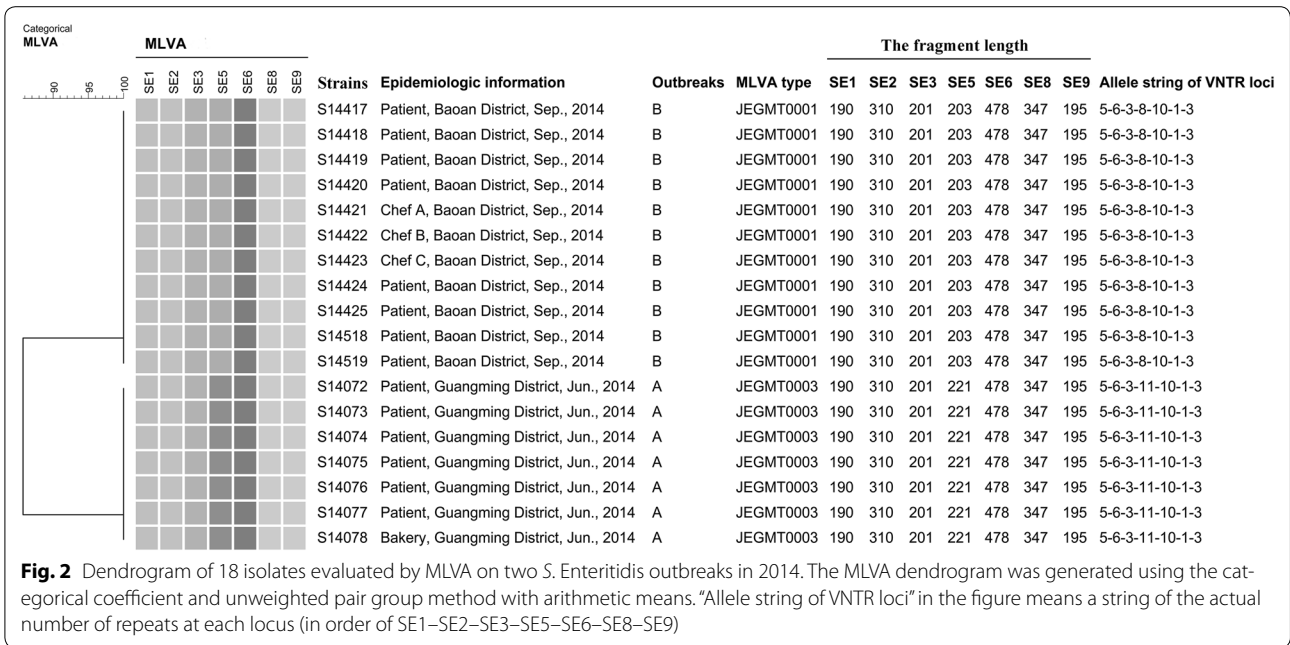 Categorical
MLVA
MLVA
The fragment length
90 95 100
SE1 SE2 SE3 SE5 SE6 SE8 SE9 Strains Epidemiologic information Outbreaks MLVA type SE1 SE2 SE3 SE5 SE6 SE8 SE9 Allele string of VNTR loci
S14417 Patient, Baoan District, Sep., 2014 B JEGMT0001 190 310 201 203 478 347 195 5-6-3-8-10-1-3
S14418 Patient, Baoan District, Sep., 2014 B JEGMT0001 190 310 201 203 478 347 195 5-6-3-8-10-1-3
S14419 Patient, Baoan District, Sep., 2014 B JEGMT0001 190 310 201 203 478 347 195 5-6-3-8-10-1-3
S14420 Patient, Baoan District, Sep., 2014 B JEGMT0001 190 310 201 203 478 347 195 5-6-3-8-10-1-3
S14421 Chef A, Baoan District, Sep., 2014 B JEGMT0001 190 310 201 203 478 347 195 5-6-3-8-10-1-3
S14422 Chef B, Baoan District, Sep., 2014 B JEGMT0001 190 310 201 203 478 347 195 5-6-3-8-10-1-3
S14423 Chef C, Baoan District, Sep., 2014 B JEGMT0001 190 310 201 203 478 347 195 5-6-3-8-10-1-3
S14424 Patient, Baoan District, Sep., 2014 B JEGMT0001 190 310 201 203 478 347 195 5-6-3-8-10-1-3
S14425 Patient, Baoan District, Sep., 2014 B JEGMT0001 190 310 201 203 478 347 195 5-6-3-8-10-1-3
S14518 Patient, Baoan District, Sep., 2014 B JEGMT0001 190 310 201 203 478 347 195 5-6-3-8-10-1-3
S14519 Patient, Baoan District, Sep., 2014 B JEGMT0001 190 310 201 203 478 347 195 5-6-3-8-10-1-3
S14072 Patient, Guangming District, Jun., 2014 A JEGMT0003 190 310 201 221 478 347 195 5-6-3-11-10-1-3
S14073 Patient, Guangming District, Jun., 2014 A JEGMT0003 190 310 201 221 478 347 195 5-6-3-11-10-1-3
S14074 Patient, Guangming District, Jun., 2014 A JEGMT0003 190 310 201 221 478 347 195 5-6-3-11-10-1-3
S14075 Patient, Guangming District, Jun., 2014 A JEGMT0003 190 310 201 221 478 347 195 5-6-3-11-10-1-3
S14076 Patient, Guangming District, Jun., 2014 A JEGMT0003 190 310 201 221 478 347 195 5-6-3-11-10-1-3
S14077 Patient, Guangming District, Jun., 2014 A JEGMT0003 190 310 201 221 478 347 195 5-6-3-11-10-1-3
S14078 Bakery, Guangming District, Jun., 2014 A JEGMT0003 190 310 201 221 478 347 195 5-6-3-11-10-1-3
Fig. 2 Dendrogram of 18 isolates evaluated by MLVA on two S. Enteritidis outbreaks in 2014. The MLVA dendrogram was generated using the cat-
egorical coefficient and unweighted pair group method with arithmetic means. “Allele string of VNTR loci” in the figure means a string of the actual
number of repeats at each locus (in order of SE1–SE2–SE3–SE5–SE6–SE8–SE9)